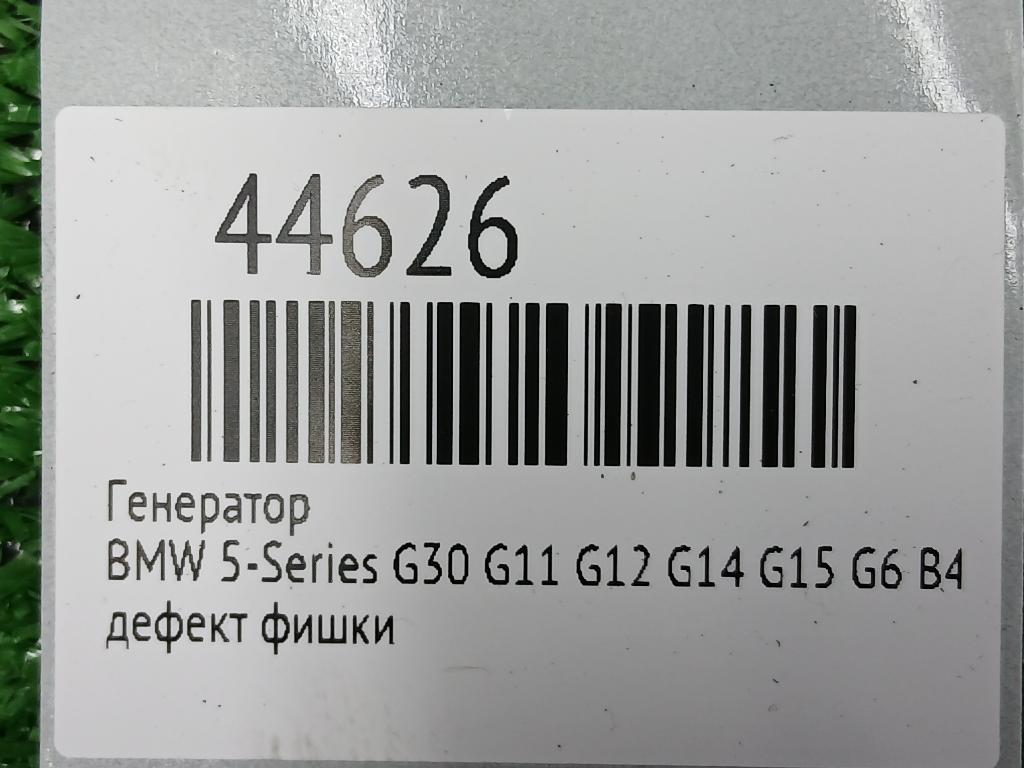 44626
Генератор
BMW 5-Series G30 G11 G12 G14 G15 G6 B4
дефект фишки